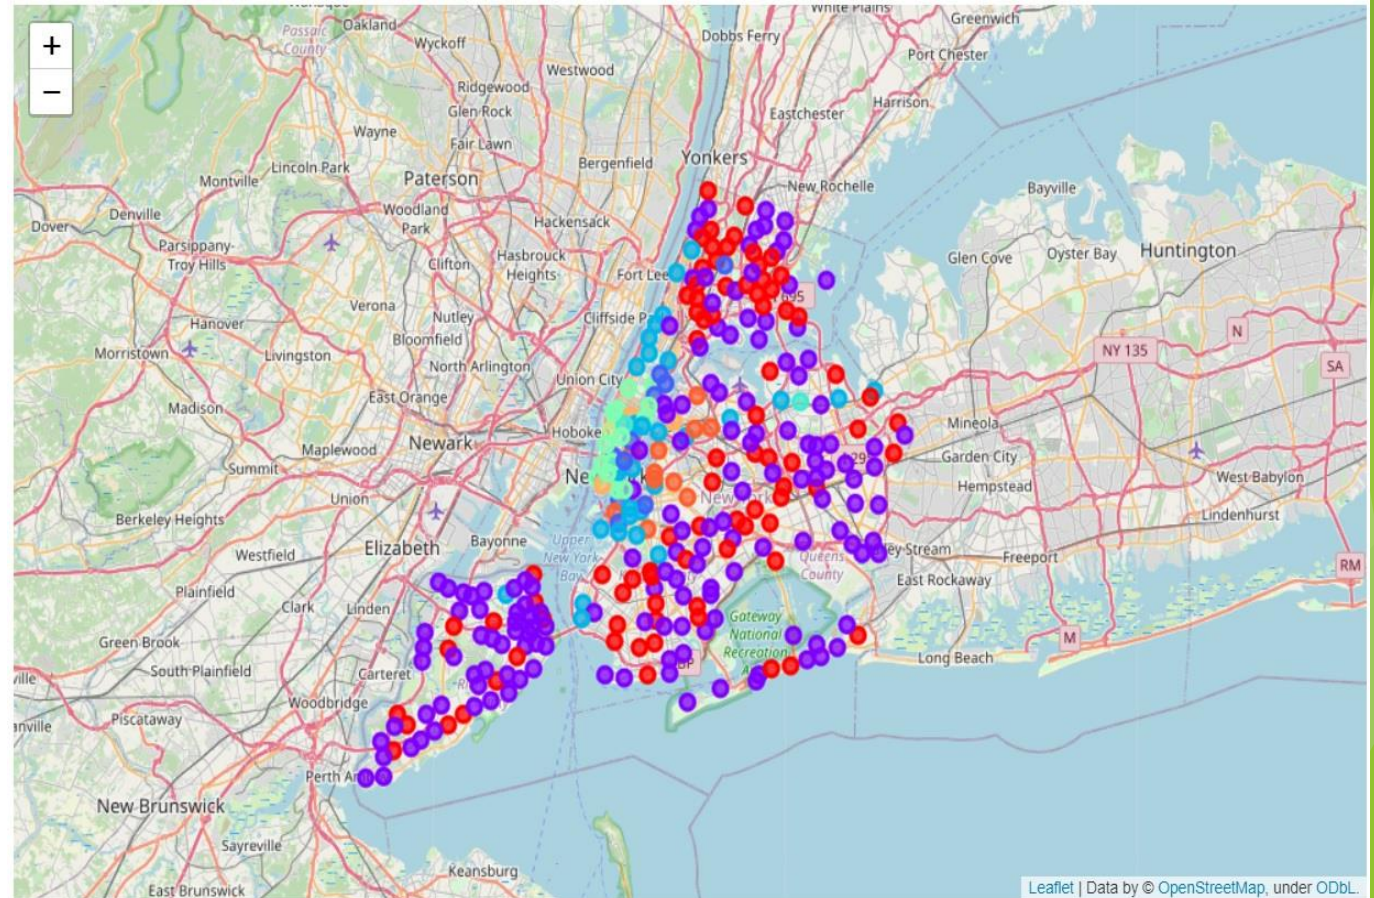 Oakland
Passaic
County
Wyckoff
Westwood
Ridgewood
Glen Rock
Wayne
Fair Lawn
Lincoln Park
Bergenfield
Montville
Paterson
Woodland
Park
Hackensack
Denville
Dover
Parsippany-
Troy Hills
Clifton
Hasbrouck
Heights
Fort Lee
Verona
Nutley
Cliffside
Hanover
Bloomfield
Morristown
Livingston
North Arlington
Union City
East Orange
Madison
Maplewood
Newark
Summit
Union
Berkeley Heights
Bayonne
Westfield
Elizabeth
Upper
New York
Bay
Plainfield
Clark
Linden
Green Brook
South Plainfield
Carteret
Woodbridge
Piscataway
Perth
New Brunswick
Sayreville
East Brunswick
Keansburg
White Plains
Greenwich
Dobbs Ferry
Port Chester
Harrison
Eastchester
Yonkers
New Rochelle
Bayville
Glen Cove
Oyster Bay
Huntington
N
NY 135
SA
Mineola
Garden City
Hempstead
West Babylon
Lindenhurst
Freeport
East Rockaway
Queens
County
Gateway
National
Recreation
RM
M
Long Beach
+
−
Leaflet | Data by © OpenStreetMap, under ODbL.